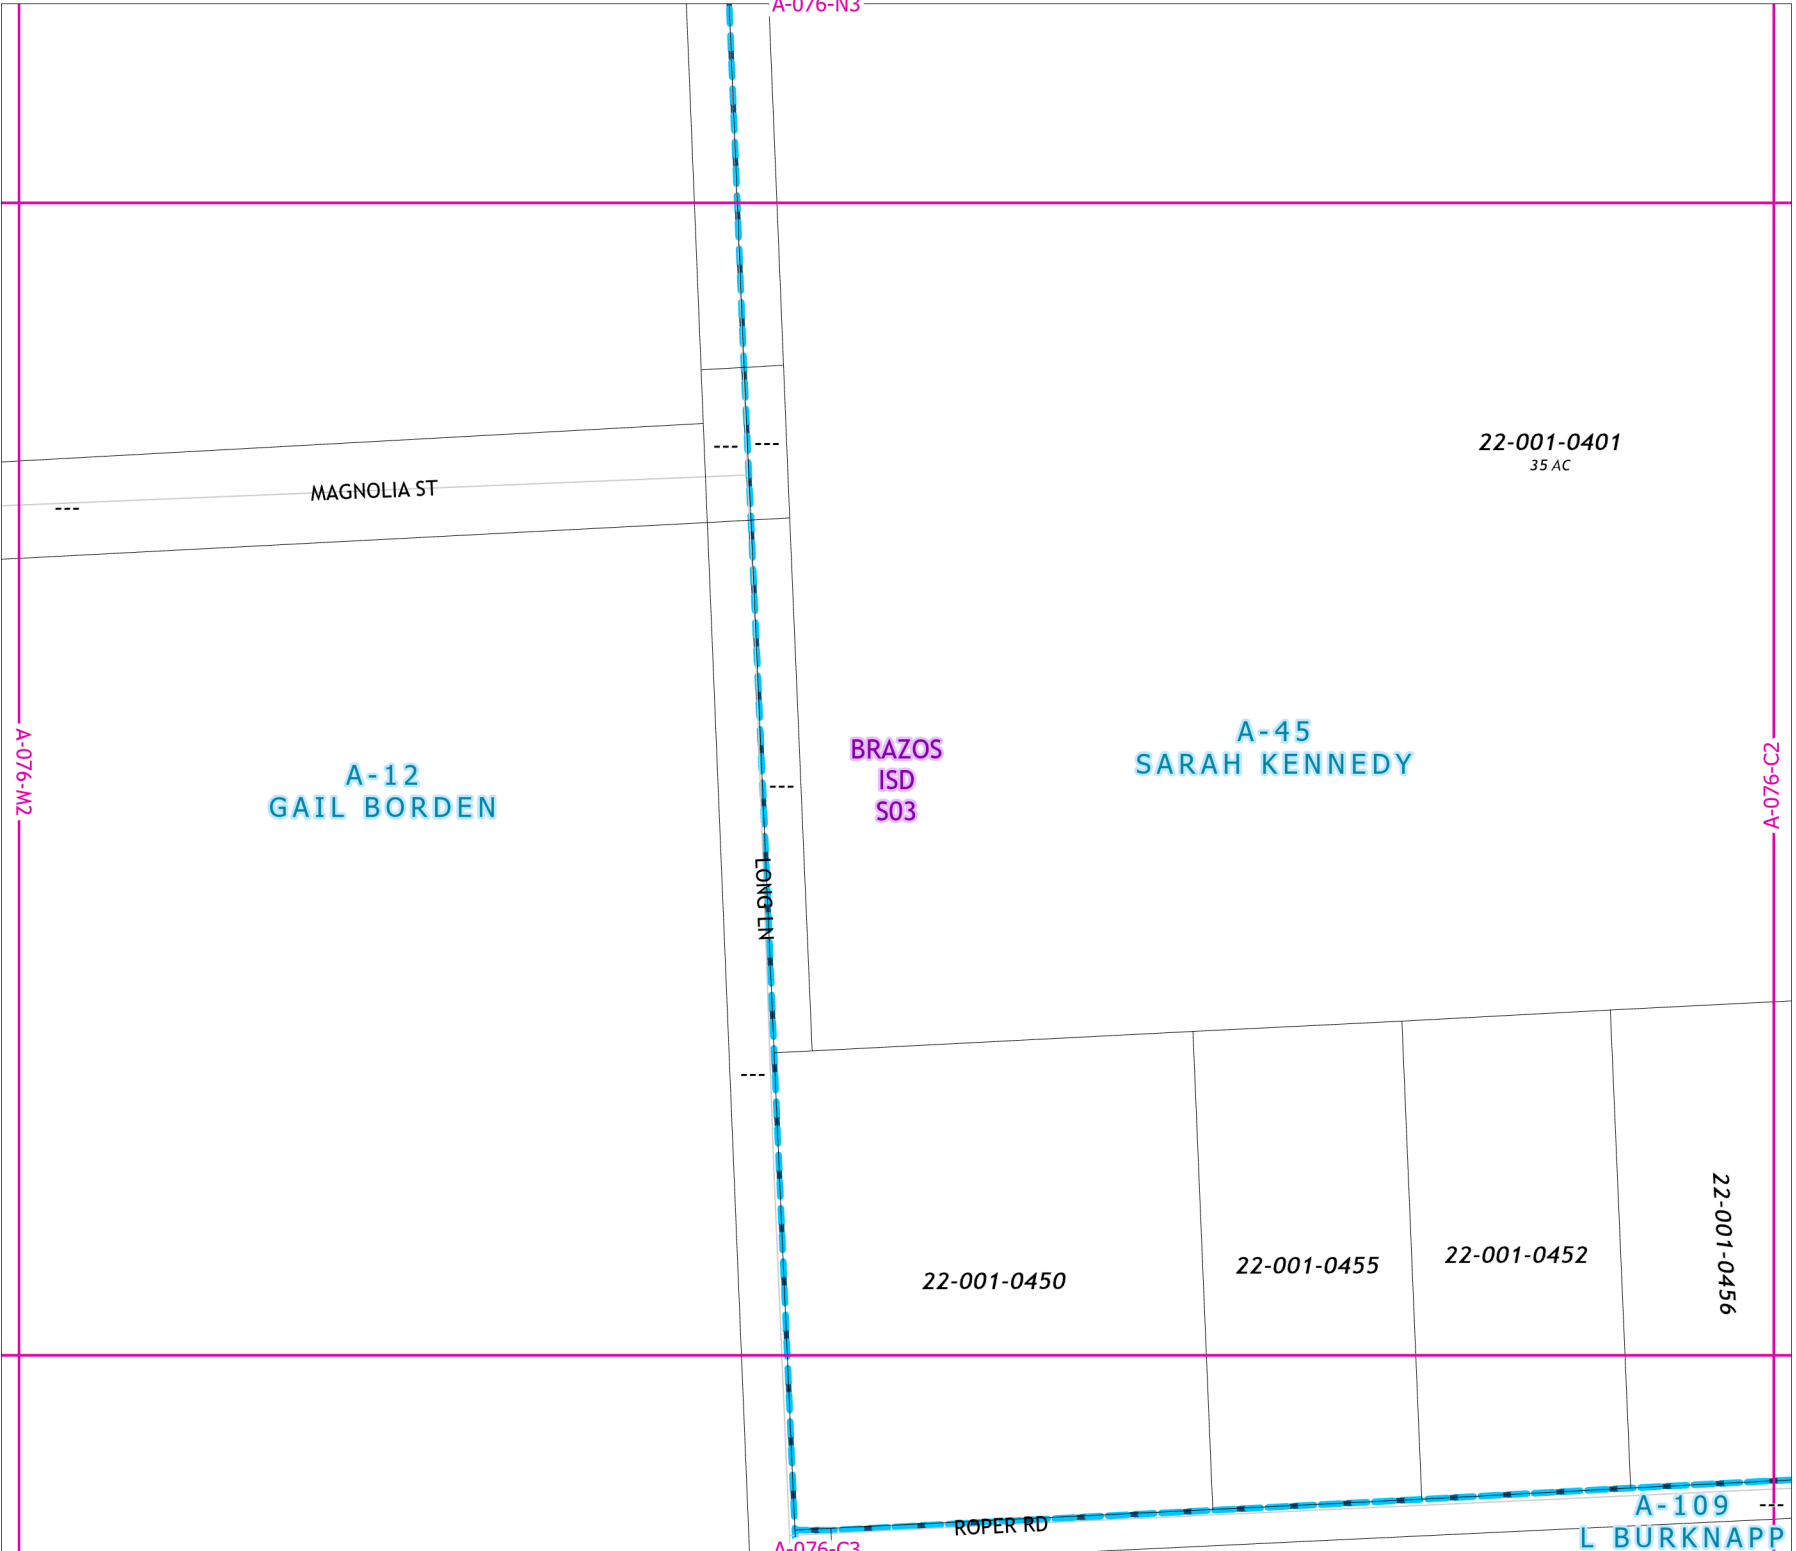 A-076-N3
22-001-0401
35 AC
---
---
MAGNOLIA ST
---
A-45
SARAH KENNEDY
BRAZOS
ISD
S03
A-12
GAIL BORDEN
A-076-M2
A-076-C2
---
LONG LN
---
22-001-0450
22-001-0455
22-001-0452
22-001-0456
A-109
L BURKNAPP
---
ROPER RD
A-076-C3